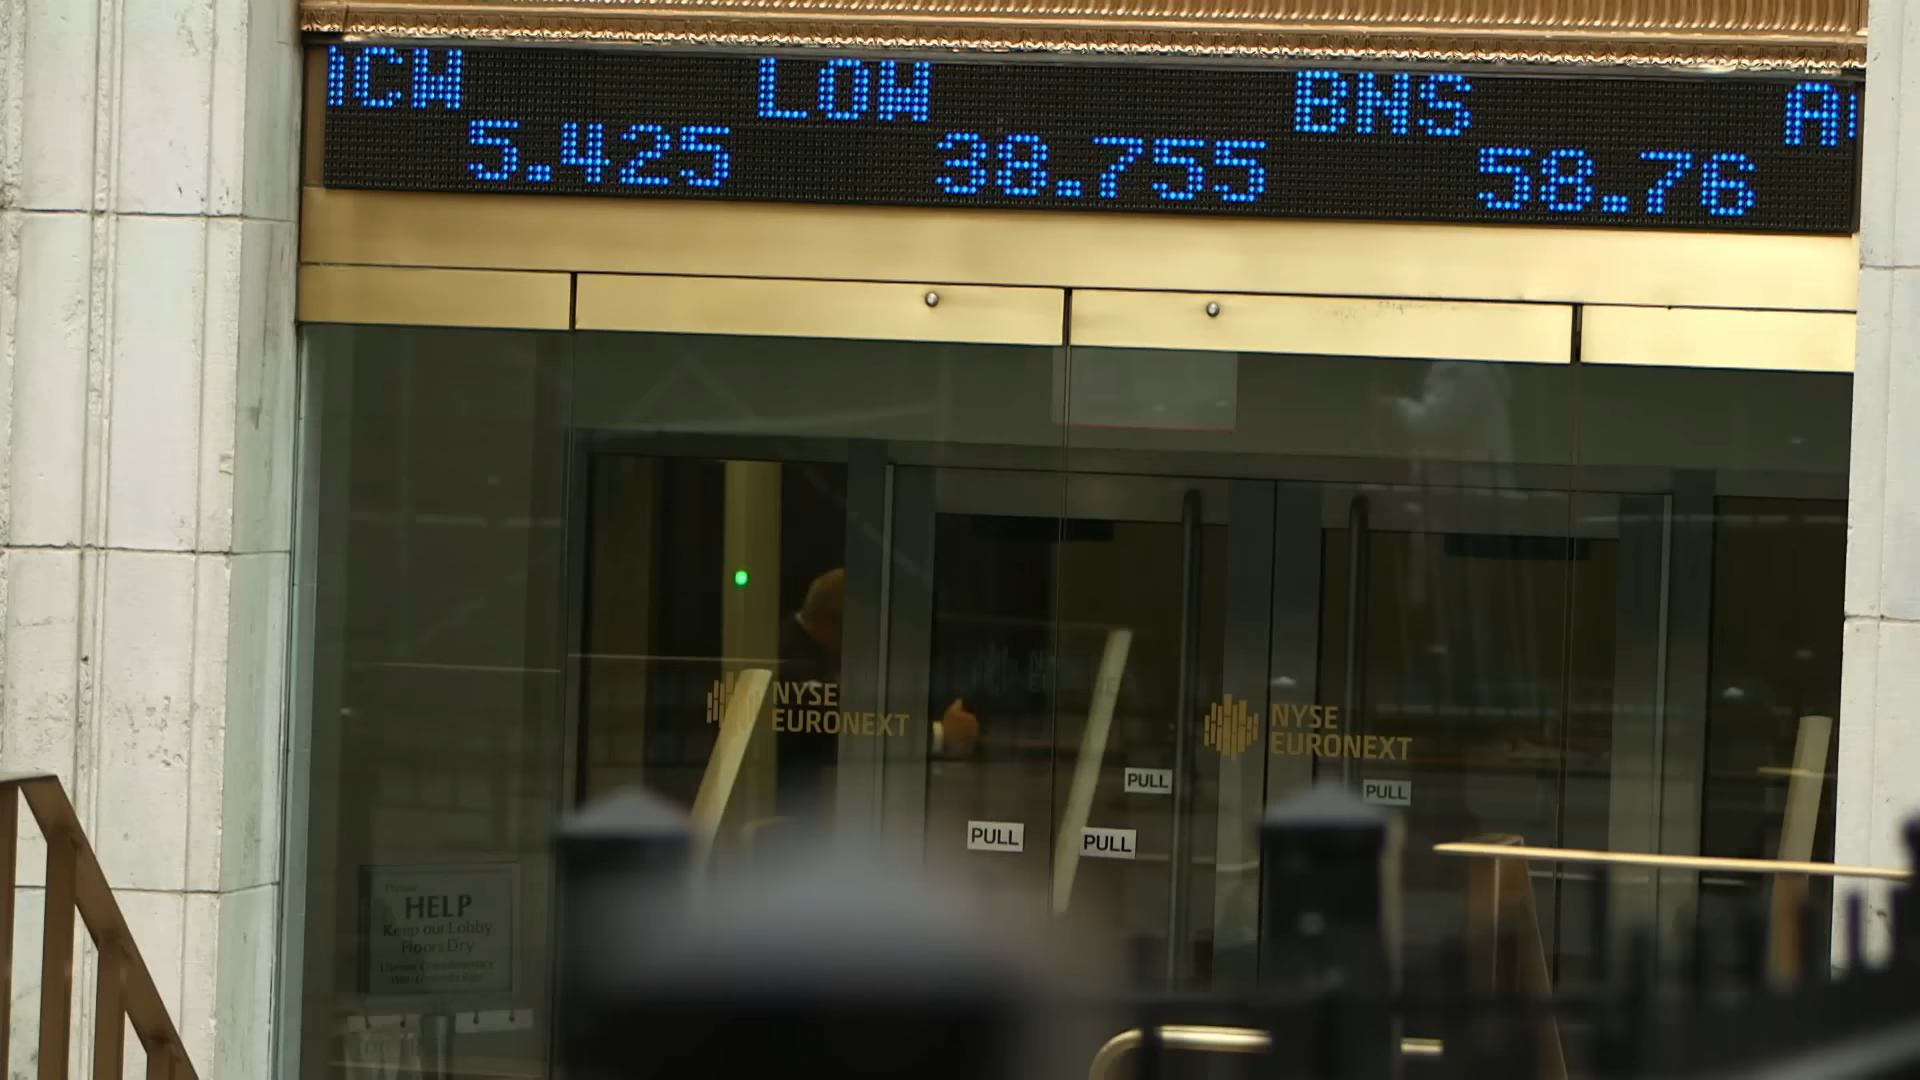 ICW LOW BNS A
5.425 38.755 58.76
NYSE
EURONEXT
NYSE
EURONEXT
PULL
PULL
PULL
PULL
HELP
Keep our Lobby
Floors Dry